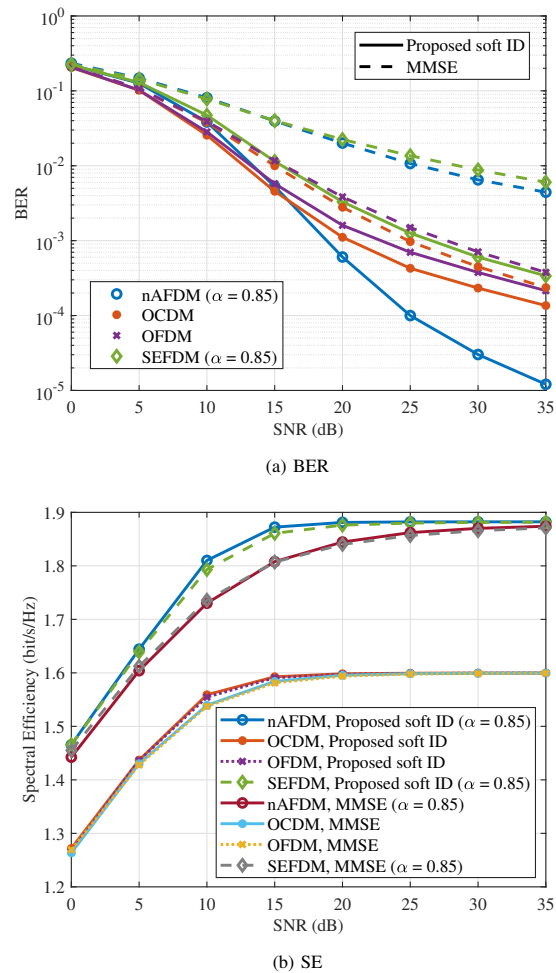 10^0
10^-1
10^-2
10^-3
10^-4
10^-5
BER
Proposed soft ID
MMSE
nAFDM (α = 0.85)
OCDM
OFDM
SEFDM (α = 0.85)
0 5 10 15 20 25 30 35
SNR (dB)
(a) BER
1.9
1.8
1.7
1.6
1.5
1.4
1.3
1.2
Spectral Efficiency (bit/s/Hz)
nAFDM, Proposed soft ID (α = 0.85)
OCDM, Proposed soft ID
OFDM, Proposed soft ID
SEFDM, Proposed soft ID (α = 0.85)
nAFDM, MMSE (α = 0.85)
OCDM, MMSE
OFDM, MMSE
SEFDM, MMSE (α = 0.85)
0 5 10 15 20 25 30 35
SNR (dB)
(b) SE